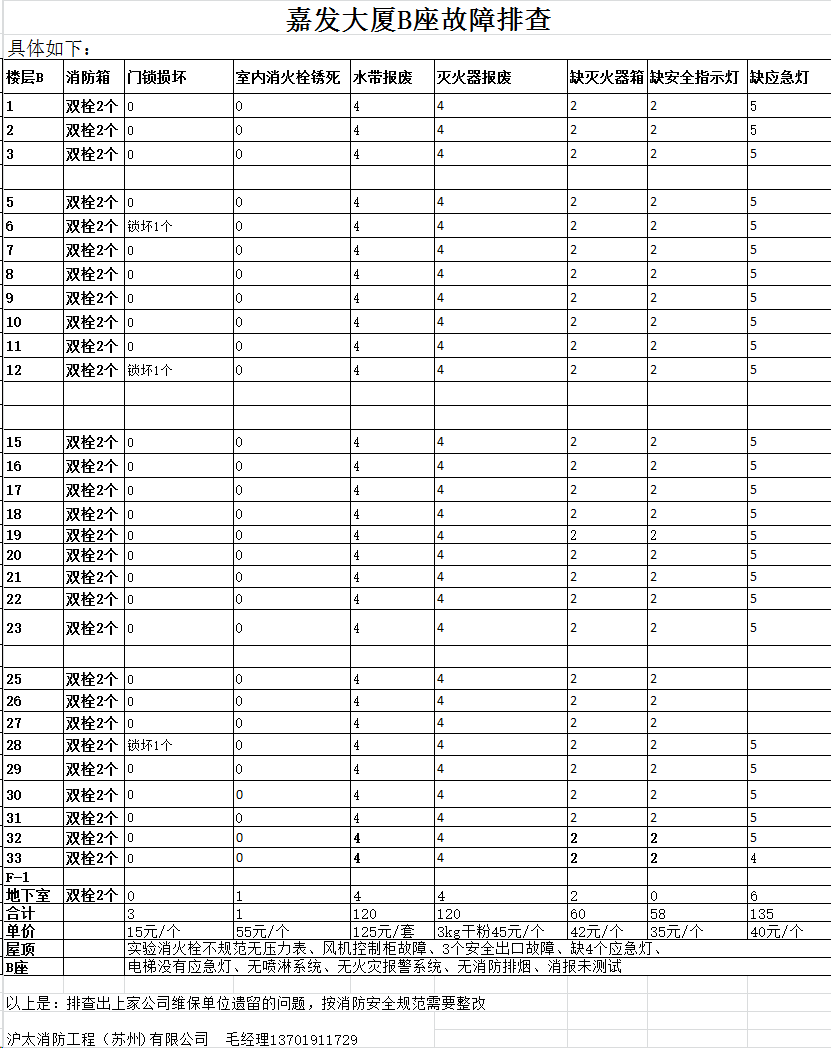 嘉发大厦B座故障排查
具体如下：
楼层B 消防箱 门锁损坏 室内消火栓锈死 水带报废 灭火器报废 缺灭火器箱 缺安全指示灯 缺应急灯
1 双栓2个 0 0 4 4 2 2 5
2 双栓2个 0 0 4 4 2 2 5
3 双栓2个 0 0 4 4 2 2 5
5 双栓2个 0 0 4 4 2 2 5
6 双栓2个 锁坏1个 0 4 4 2 2 5
7 双栓2个 0 0 4 4 2 2 5
8 双栓2个 0 0 4 4 2 2 5
9 双栓2个 0 0 4 4 2 2 5
10 双栓2个 0 0 4 4 2 2 5
11 双栓2个 0 0 4 4 2 2 5
12 双栓2个 锁坏1个 0 4 4 2 2 5
15 双栓2个 0 0 4 4 2 2 5
16 双栓2个 0 0 4 4 2 2 5
17 双栓2个 0 0 4 4 2 2 5
18 双栓2个 0 0 4 4 2 2 5
19 双栓2个 0 0 4 4 2 2 5
20 双栓2个 0 0 4 4 2 2 5
21 双栓2个 0 0 4 4 2 2 5
22 双栓2个 0 0 4 4 2 2 5
23 双栓2个 0 0 4 4 2 2 5
25 双栓2个 0 0 4 4 2 2
26 双栓2个 0 0 4 4 2 2
27 双栓2个 0 0 4 4 2 2
28 双栓2个 锁坏1个 0 4 4 2 2 5
29 双栓2个 0 0 4 4 2 2 5
30 双栓2个 0 0 4 4 2 2 5
31 双栓2个 0 0 4 4 2 2 5
32 双栓2个 0 0 4 4 2 2 5
33 双栓2个 0 0 4 4 2 2 4
F-1
地下室 双栓2个 0 1 4 4 2 0 6
合计 3 1 120 120 60 58 135
单价 15元/个 55元/个 125元/套 3kg干粉45元/个 42元/个 35元/个 40元/个
屋顶 实验消火栓不规范无压力表、风机控制柜故障、3个安全出口故障、缺4个应急灯、
B座 电梯没有应急灯、无喷淋系统、无火灾报警系统、无消防排烟、消报未测试
以上是：排查出上家公司维保单位遗留的问题，按消防安全规范需要整改
沪太消防工程（苏州)有限公司 毛经理13701911729